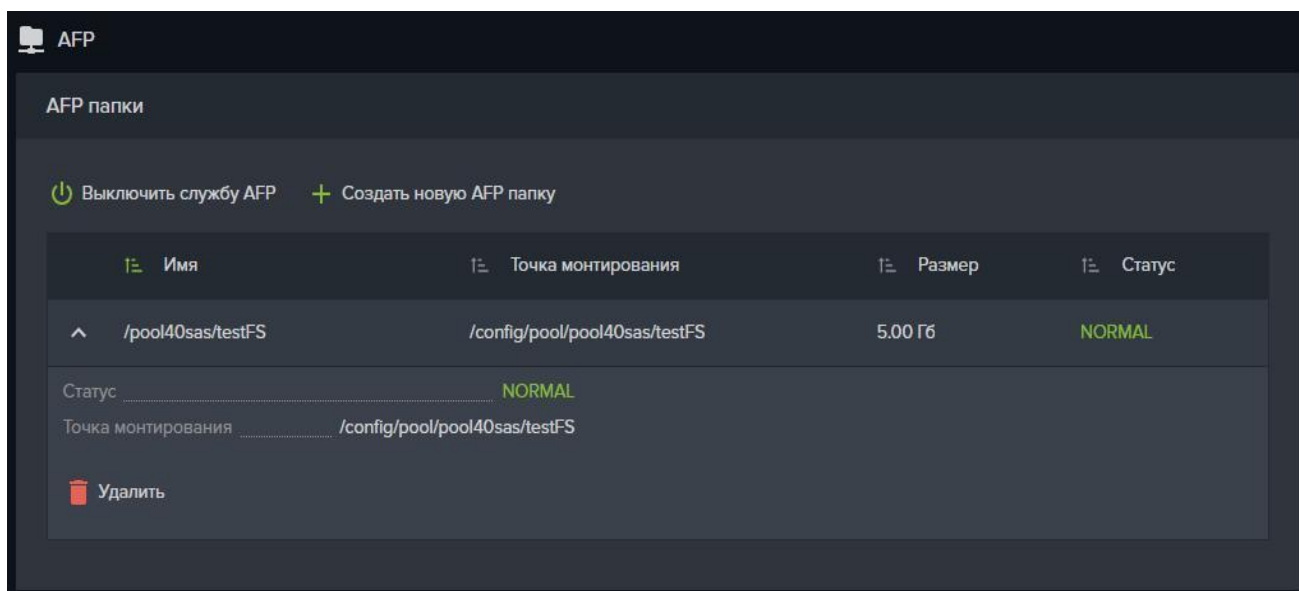 AFP
AFP папки
Выключить службу AFP Создать новую AFP папку
Имя Точка монтирования Размер Статус
/pool40sas/testFS /config/pool/pool40sas/testFS 5.00 Гб NORMAL
Статус NORMAL
Точка монтирования /config/pool/pool40sas/testFS
Удалить